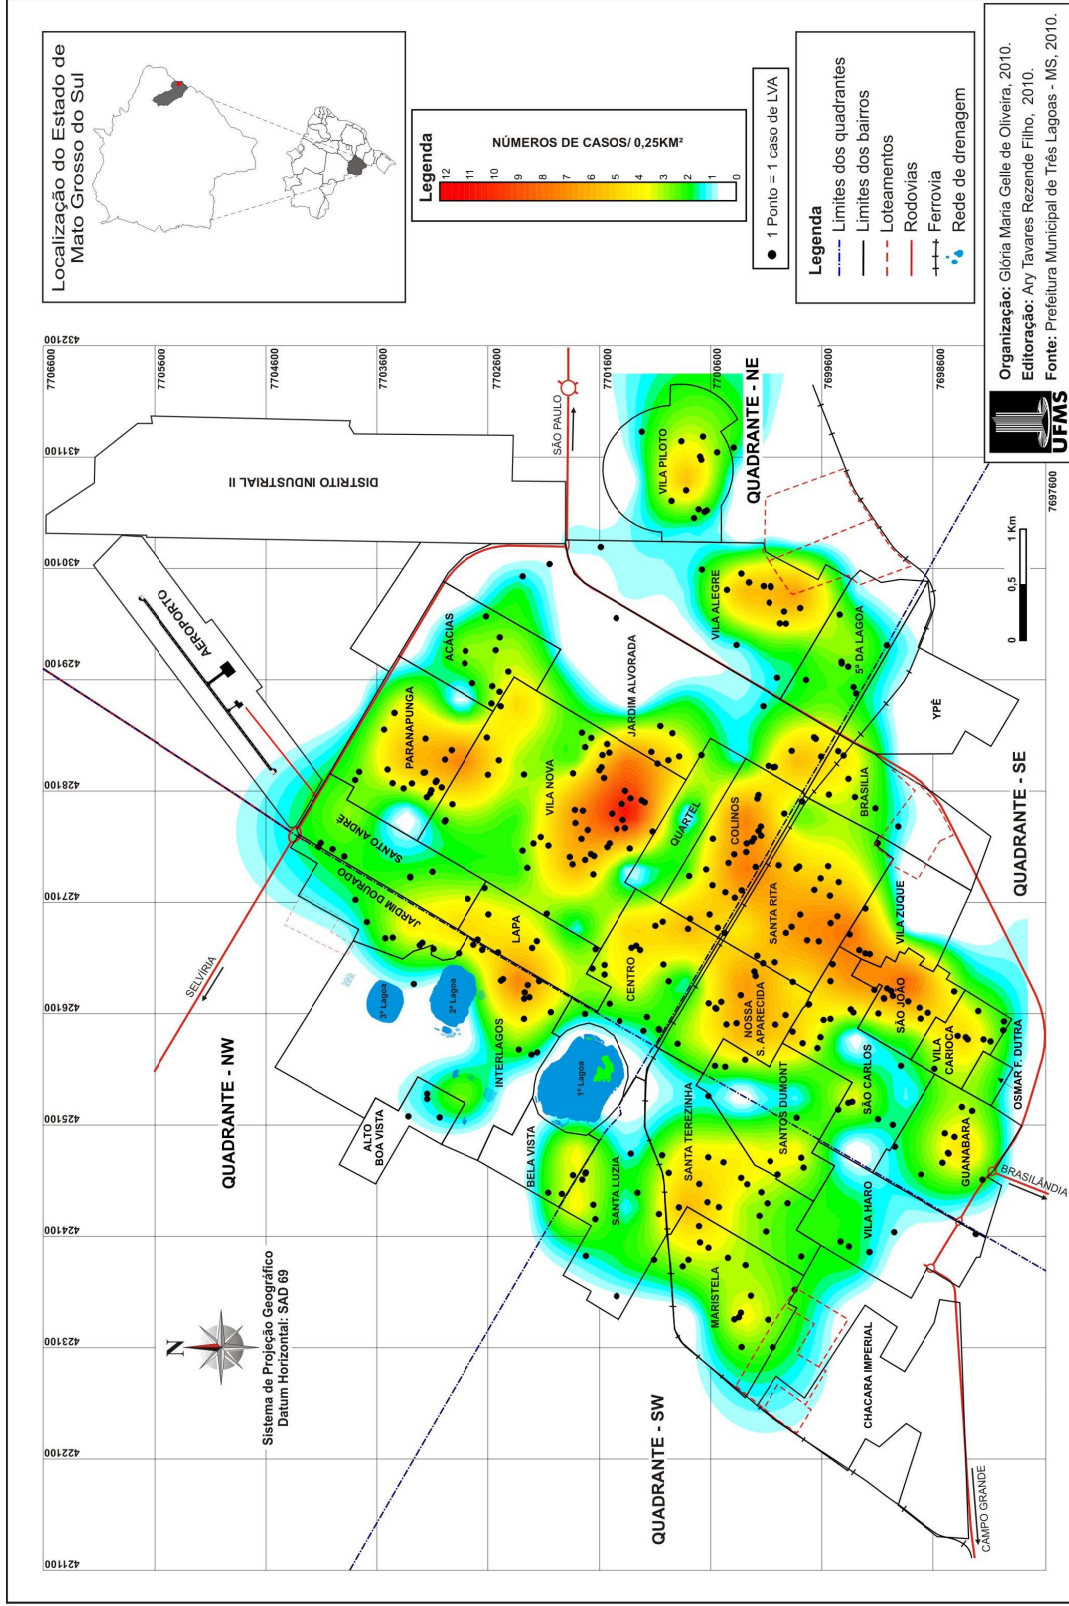 Localização do Estado de
Mato Grosso do Sul
Legenda
NÚMEROS DE CASOS/ 0,25KM²
12
11
10
9
8
7
6
5
4
3
2
1
0
1 Ponto = 1 caso de LVA
Legenda
Limites dos quadrantes
Limites dos bairros
Loteamentos
Rodovias
Ferrovia
Rede de drenagem
UFMS
Organização: Glória Maria Gelle de Oliveira, 2010.
Editoração: Ary Tavares Rezende Filho, 2010.
Fonte: Prefeitura Municipal de Três Lagoas - MS, 2010.
N
Sistema de Projeção Geográfico
Datum Horizontal: SAD 69
421100
422100
423100
424100
425100
426100
427100
428100
429100
430100
431100
432100
7706600
7705600
7704600
7703600
7702600
7701600
7700600
7699600
7698600
7697600
QUADRANTE - NW
QUADRANTE - NE
QUADRANTE - SW
QUADRANTE - SE
SELVÍRIA
SÃO PAULO
BRASILÂNDIA
CAMPO GRANDE
AEROPORTO
DISTRITO INDUSTRIAL II
ACÁCIAS
PARANAPUNGA
SANTO ANDRÉ
JARDIM DOURADO
LAPA
VILA NOVA
JARDIM ALVORADA
VILA PILOTO
VILA ALEGRE
5ª DA LAGOA
YPÊ
QUARTEL
COLINOS
BRASILIA
CENTRO
SANTA RITA
VILA ZUQUE
NOSSA
S. APARECIDA
SÃO JOÃO
VILA
CARIOCA
OSMAR F. DUTRA
SÃO CARLOS
GUANABARA
SANTOS DUMONT
SANTA TEREZINHA
VILA HARO
MARISTELA
CHACARA IMPERIAL
SANTA LUZIA
BELA VISTA
ALTO
BOA VISTA
INTERLAGOS
1ª Lagoa
2ª Lagoa
3ª Lagoa
0
0,5
1 Km